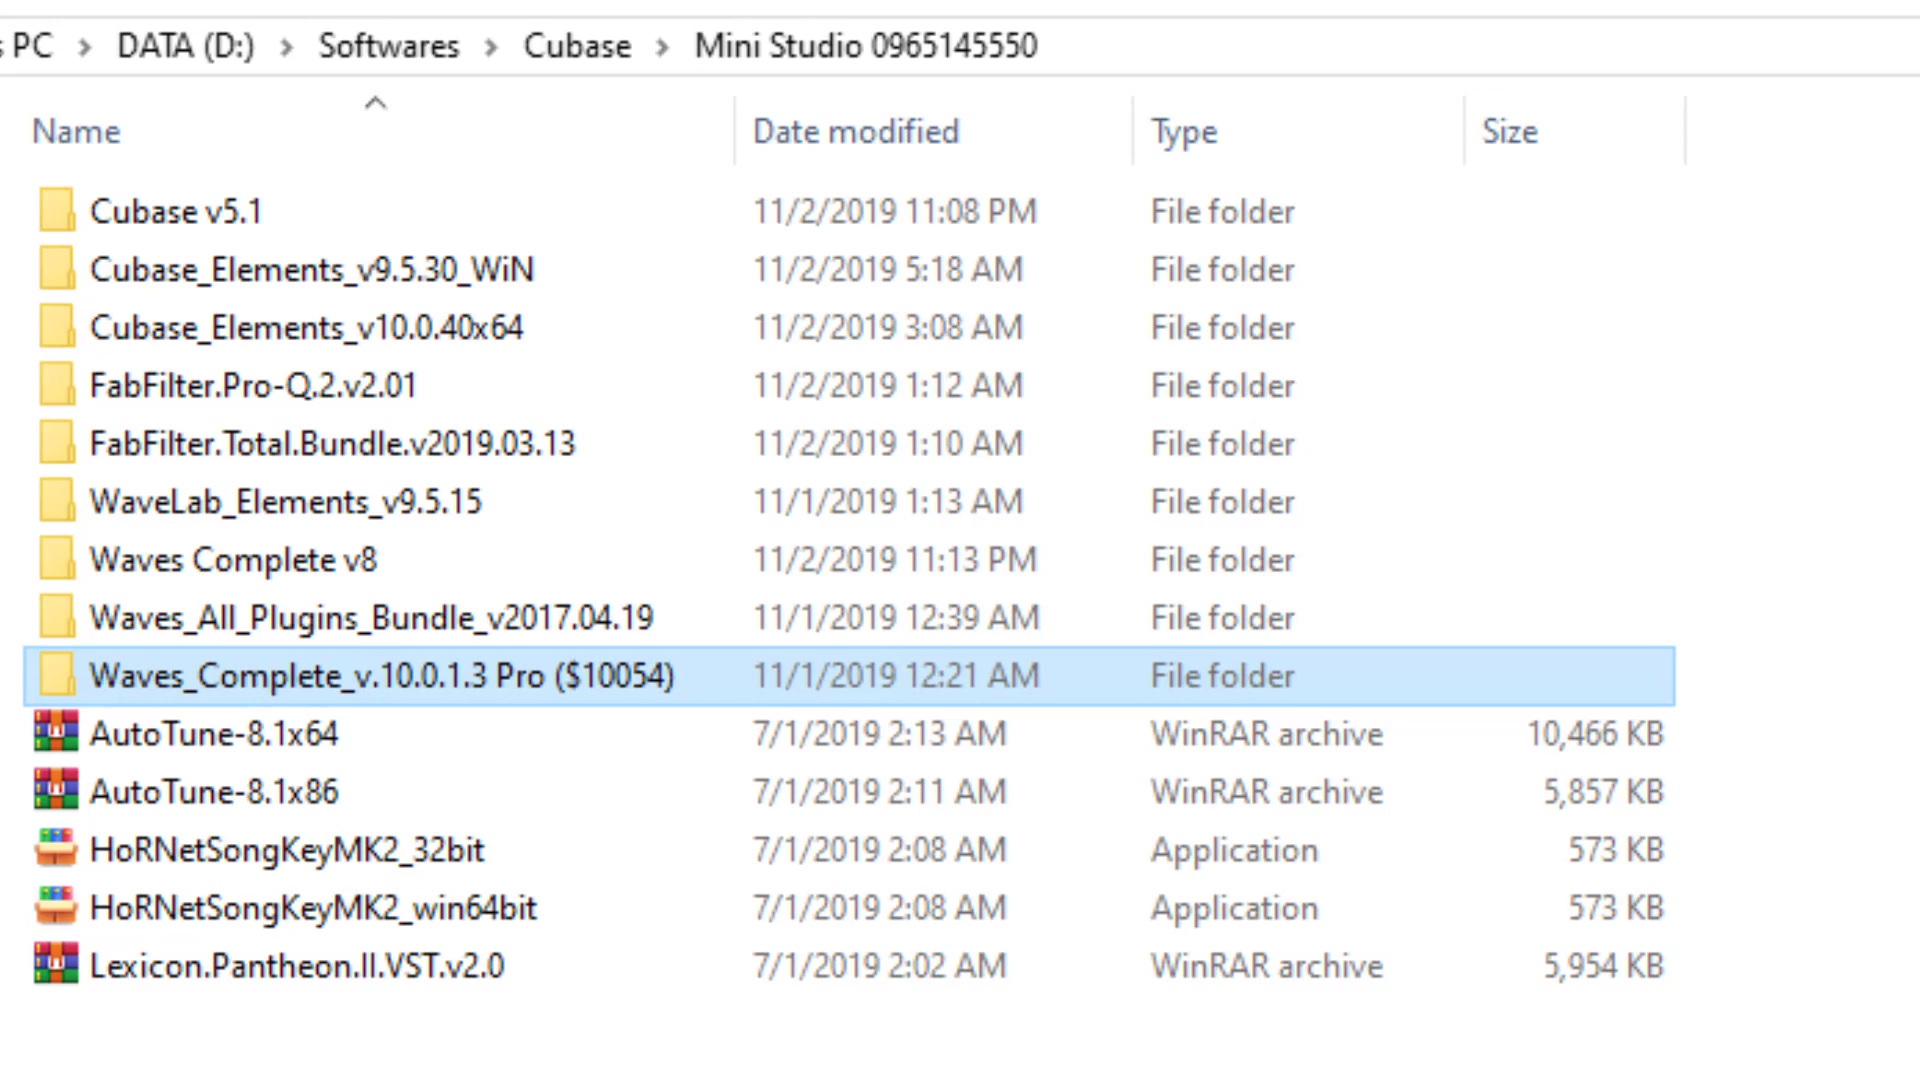 s PC > DATA (D:) > Softwares > Cubase > Mini Studio 0965145550
Name Date modified Type Size
Cubase v5.1 11/2/2019 11:08 PM File folder
Cubase_Elements_v9.5.30_WiN 11/2/2019 5:18 AM File folder
Cubase_Elements_v10.0.40x64 11/2/2019 3:08 AM File folder
FabFilter.Pro-Q.2.v2.01 11/2/2019 1:12 AM File folder
FabFilter.Total.Bundle.v2019.03.13 11/2/2019 1:10 AM File folder
WaveLab_Elements_v9.5.15 11/1/2019 1:13 AM File folder
Waves Complete v8 11/2/2019 11:13 PM File folder
Waves_All_Plugins_Bundle_v2017.04.19 11/1/2019 12:39 AM File folder
Waves_Complete_v.10.0.1.3 Pro ($10054) 11/1/2019 12:21 AM File folder
AutoTune-8.1x64 7/1/2019 2:13 AM WinRAR archive 10,466 KB
AutoTune-8.1x86 7/1/2019 2:11 AM WinRAR archive 5,857 KB
HoRNetSongKeyMK2_32bit 7/1/2019 2:08 AM Application 573 KB
HoRNetSongKeyMK2_win64bit 7/1/2019 2:08 AM Application 573 KB
Lexicon.Pantheon.II.VST.v2.0 7/1/2019 2:02 AM WinRAR archive 5,954 KB